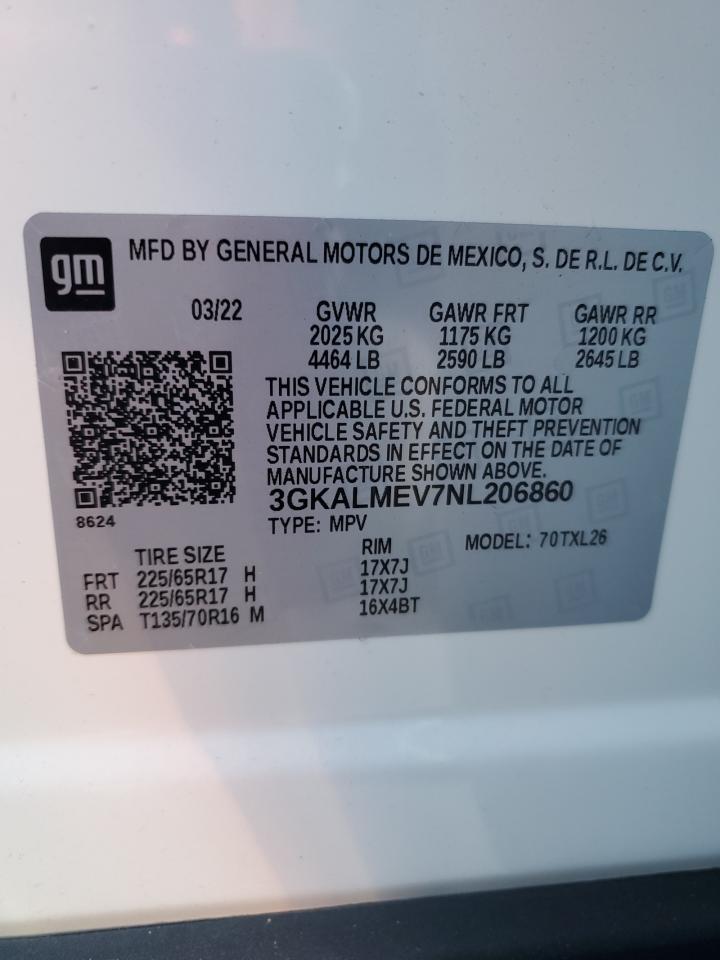 gm
MFD BY GENERAL MOTORS DE MEXICO, S. DE R.L. DE C.V.
03/22 GVWR GAWR FRT GAWR RR
2025 KG 1175 KG 1200 KG
4464 LB 2590 LB 2645 LB
THIS VEHICLE CONFORMS TO ALL
APPLICABLE U.S. FEDERAL MOTOR
VEHICLE SAFETY AND THEFT PREVENTION
STANDARDS IN EFFECT ON THE DATE OF
MANUFACTURE SHOWN ABOVE.
3GKALMEV7NL206860
8624
TYPE: MPV MODEL: 70TXL26
TIRE SIZE RIM
FRT 225/65R17 H 17X7J
RR 225/65R17 H 17X7J
SPA T135/70R16 M 16X4BT